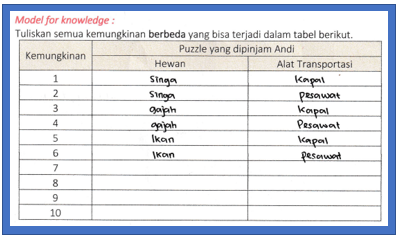 Model for knowledge :
Tuliskan semua kemungkinan berbeda yang bisa terjadi dalam tabel berikut.
Kemungkinan Puzzle yang dipinjam Andi
Hewan Alat Transportasi
1 Singa Kapal
2 Singa pesawat
3 gajah Kapal
4 gajah Pesawat
5 Ikan Kapal
6 Ikan pesawat
7
8
9
10